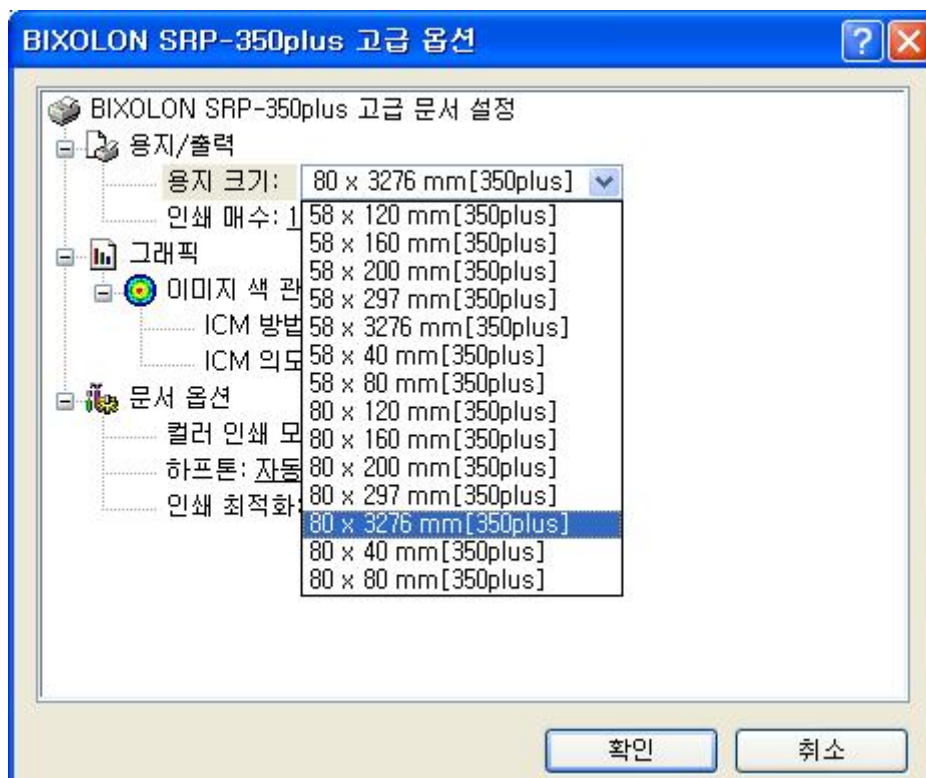 BIXOLON SRP-350plus 고급 옵션
BIXOLON SRP-350plus 고급 문서 설정
용지/출력
용지 크기: 80 x 3276 mm[350plus]
인쇄 매수: 1
58 x 120 mm[350plus]
58 x 160 mm[350plus]
그래픽
58 x 200 mm[350plus]
이미지 색 관
58 x 297 mm[350plus]
58 x 3276 mm[350plus]
ICM 방법
58 x 40 mm[350plus]
ICM 의도
58 x 80 mm[350plus]
문서 옵션
80 x 120 mm[350plus]
컬러 인쇄 모
80 x 160 mm[350plus]
하프톤: 자동
80 x 200 mm[350plus]
인쇄 최적화:
80 x 297 mm[350plus]
80 x 3276 mm[350plus]
80 x 40 mm[350plus]
80 x 80 mm[350plus]
확인 취소